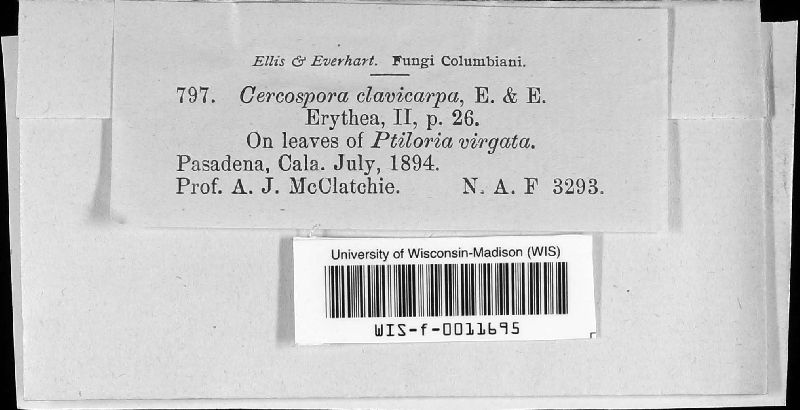 Ellis & Everhart. Fungi Columbiani.
797. Cercospora clavicarpa, E. & E.
Erythea, II, p. 26.
On leaves of Ptiloria virgata.
Pasadena, Cala. July, 1894.
Prof. A. J. McClatchie. N. A. F 3293.
University of Wisconsin-Madison (WIS)
WIS-f-0011695